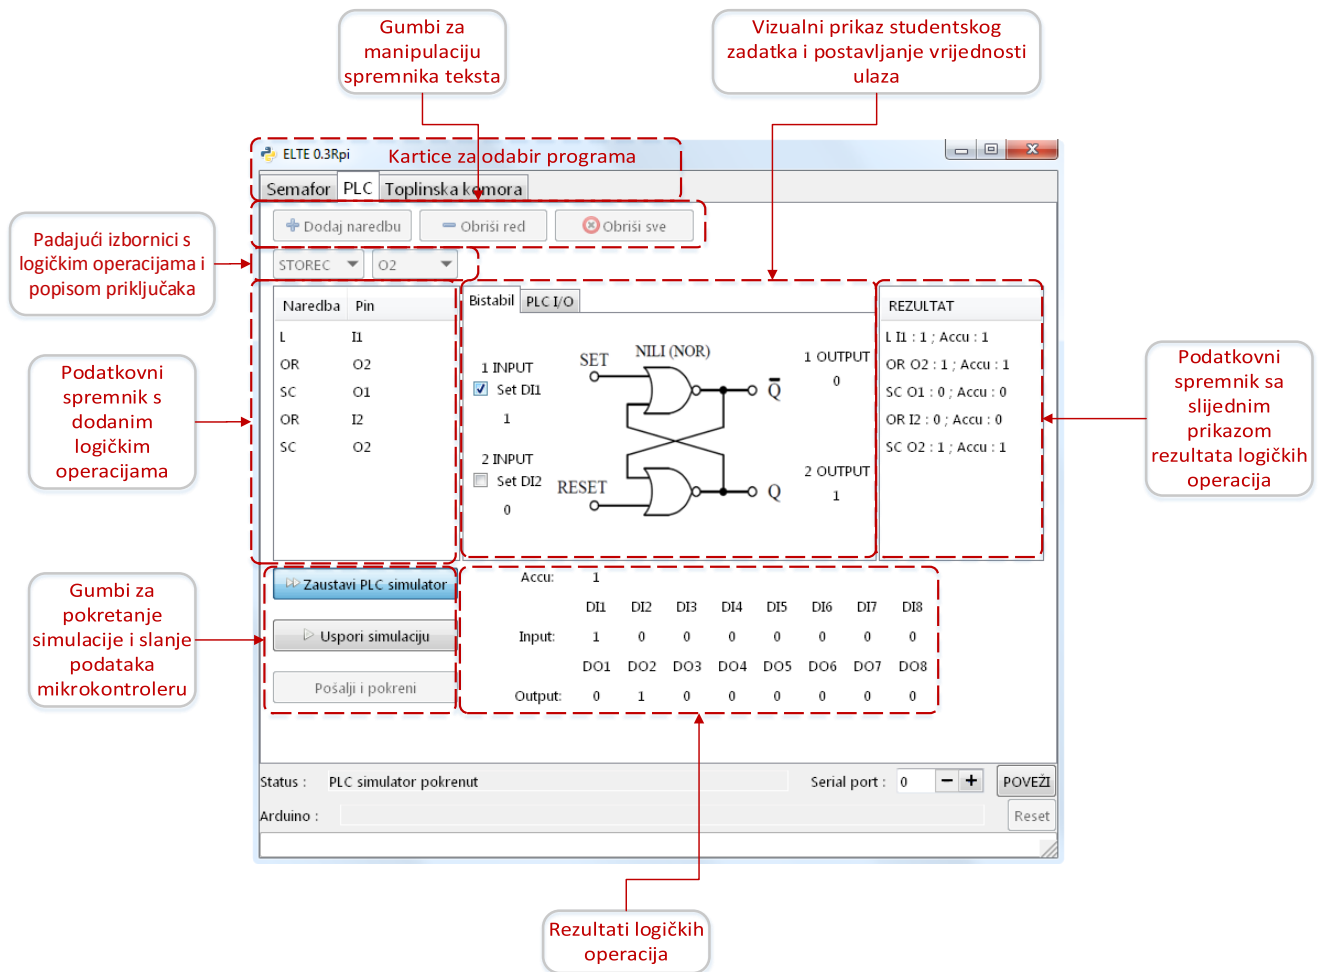 Gumbi za
manipulaciju
spremnika teksta
Vizualni prikaz studentskog
zadatka i postavljanje vrijednosti
ulaza
ELTE 0.3Rpi
Kartice za odabir programa
Semafor PLC Toplinska komora
Dodaj naredbu Obriši red Obriši sve
Padajući izbornici s
logičkim operacijama i
popisom priključaka
STOREC O2
Naredba Pin
L I1
OR O2
SC O1
OR I2
SC O2
Bistabil PLC I/O
1 INPUT
Set DI1
1
2 INPUT
Set DI2
0
SET NILI (NOR)
RESET
Q̅
Q
1 OUTPUT
0
2 OUTPUT
1
REZULTAT
L I1 : 1 ; Accu : 1
OR O2 : 1 ; Accu : 1
SC O1 : 0 ; Accu : 0
OR I2 : 0 ; Accu : 0
SC O2 : 1 ; Accu : 1
Podatkovni
spremnik s
dodanim
logičkim
operacijama
Podatkovni
spremnik sa
slijednim
prikazom
rezultata logičkih
operacija
Gumbi za
pokretanje
simulacije i slanje
podataka
mikrokontroleru
Zaustavi PLC simulator
Uspori simulaciju
Pošalji i pokreni
Accu: 1
DI1 DI2 DI3 DI4 DI5 DI6 DI7 DI8
Input: 1 0 0 0 0 0 0 0
DO1 DO2 DO3 DO4 DO5 DO6 DO7 DO8
Output: 0 1 0 0 0 0 0 0
Status : PLC simulator pokrenut Serial port : 0 POVEŽI
Arduino : Reset
Rezultati logičkih
operacija